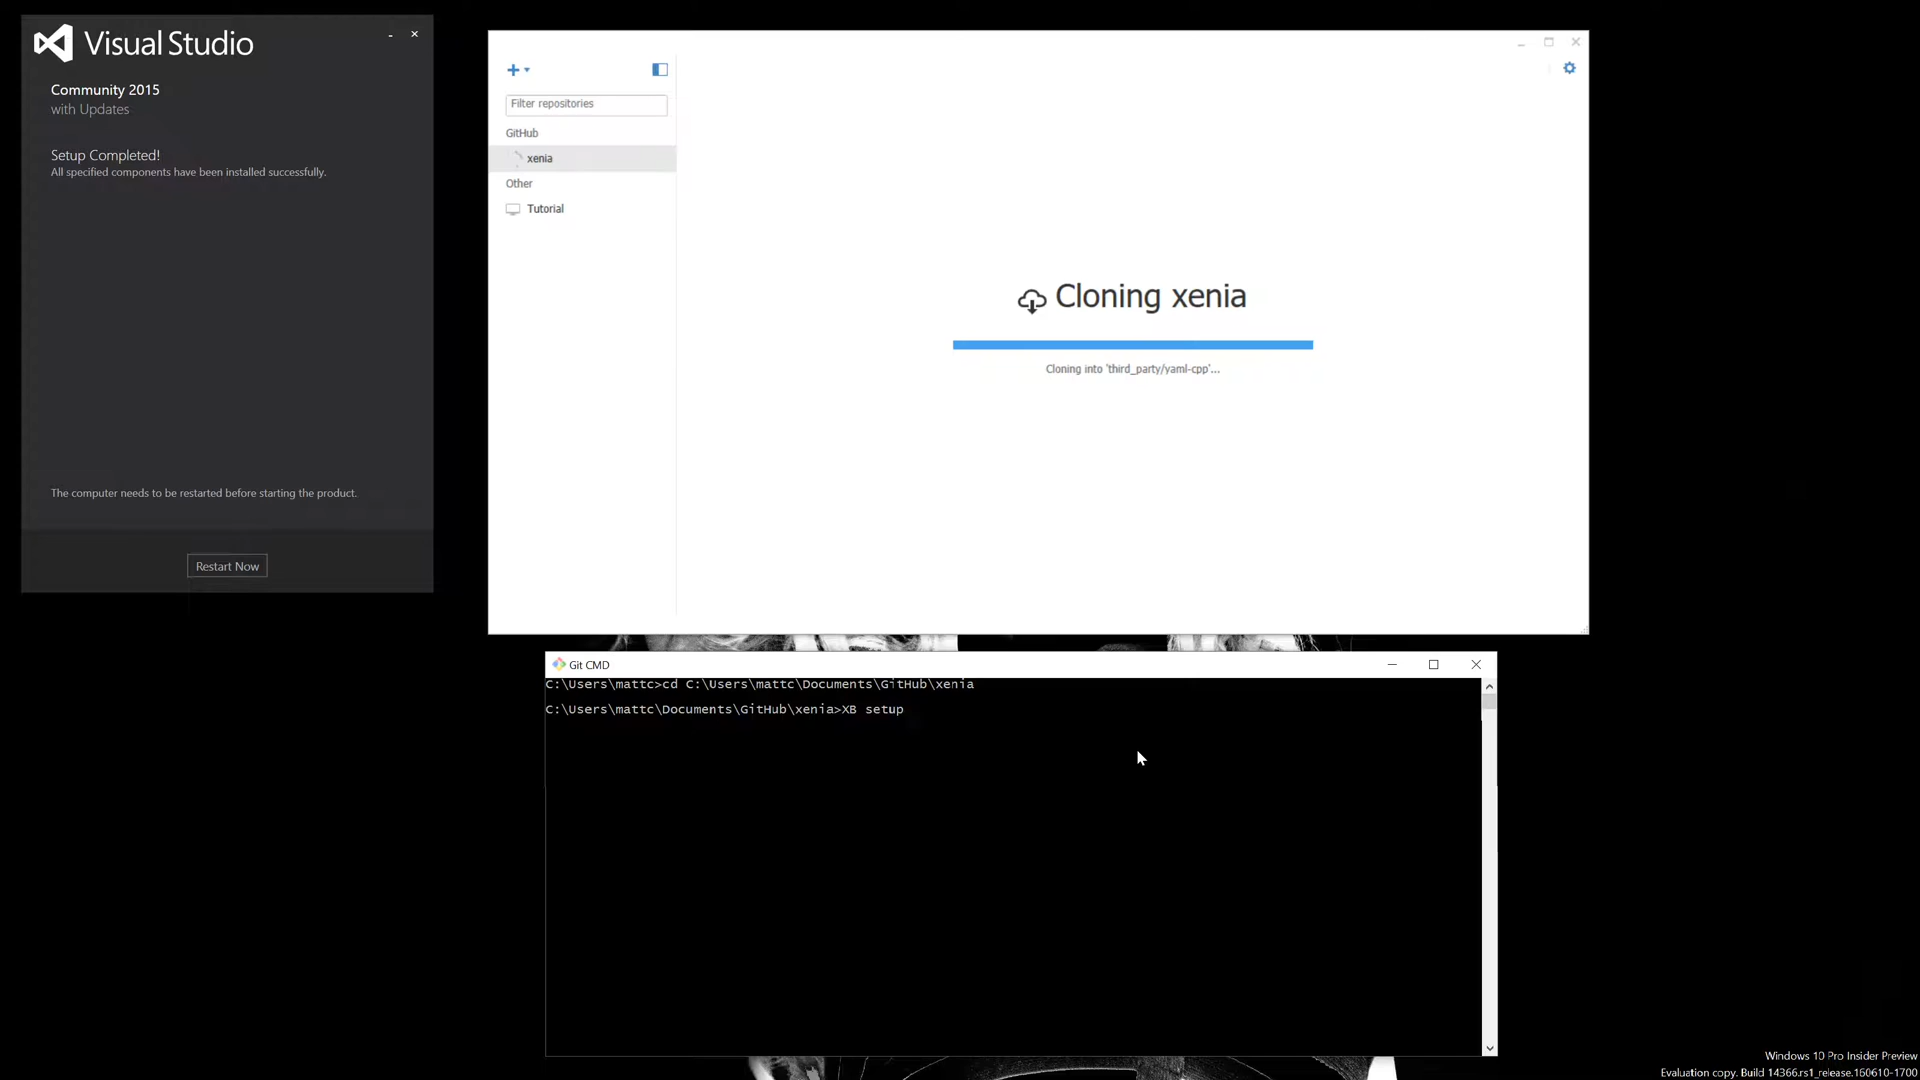 Visual Studio
Community 2015
with Updates
Setup Completed!
All specified components have been installed successfully.
The computer needs to be restarted before starting the product.
Restart Now
Filter repositories
GitHub
xenia
Other
Tutorial
Cloning xenia
Cloning into 'third_party/yaml-cpp'...
Git CMD
C:\Users\mattc>cd C:\Users\mattc\Documents\GitHub\xenia
C:\Users\mattc\Documents\GitHub\xenia>XB setup
Windows 10 Pro Insider Preview
Evaluation copy. Build 14366.rs1_release.160610-1700